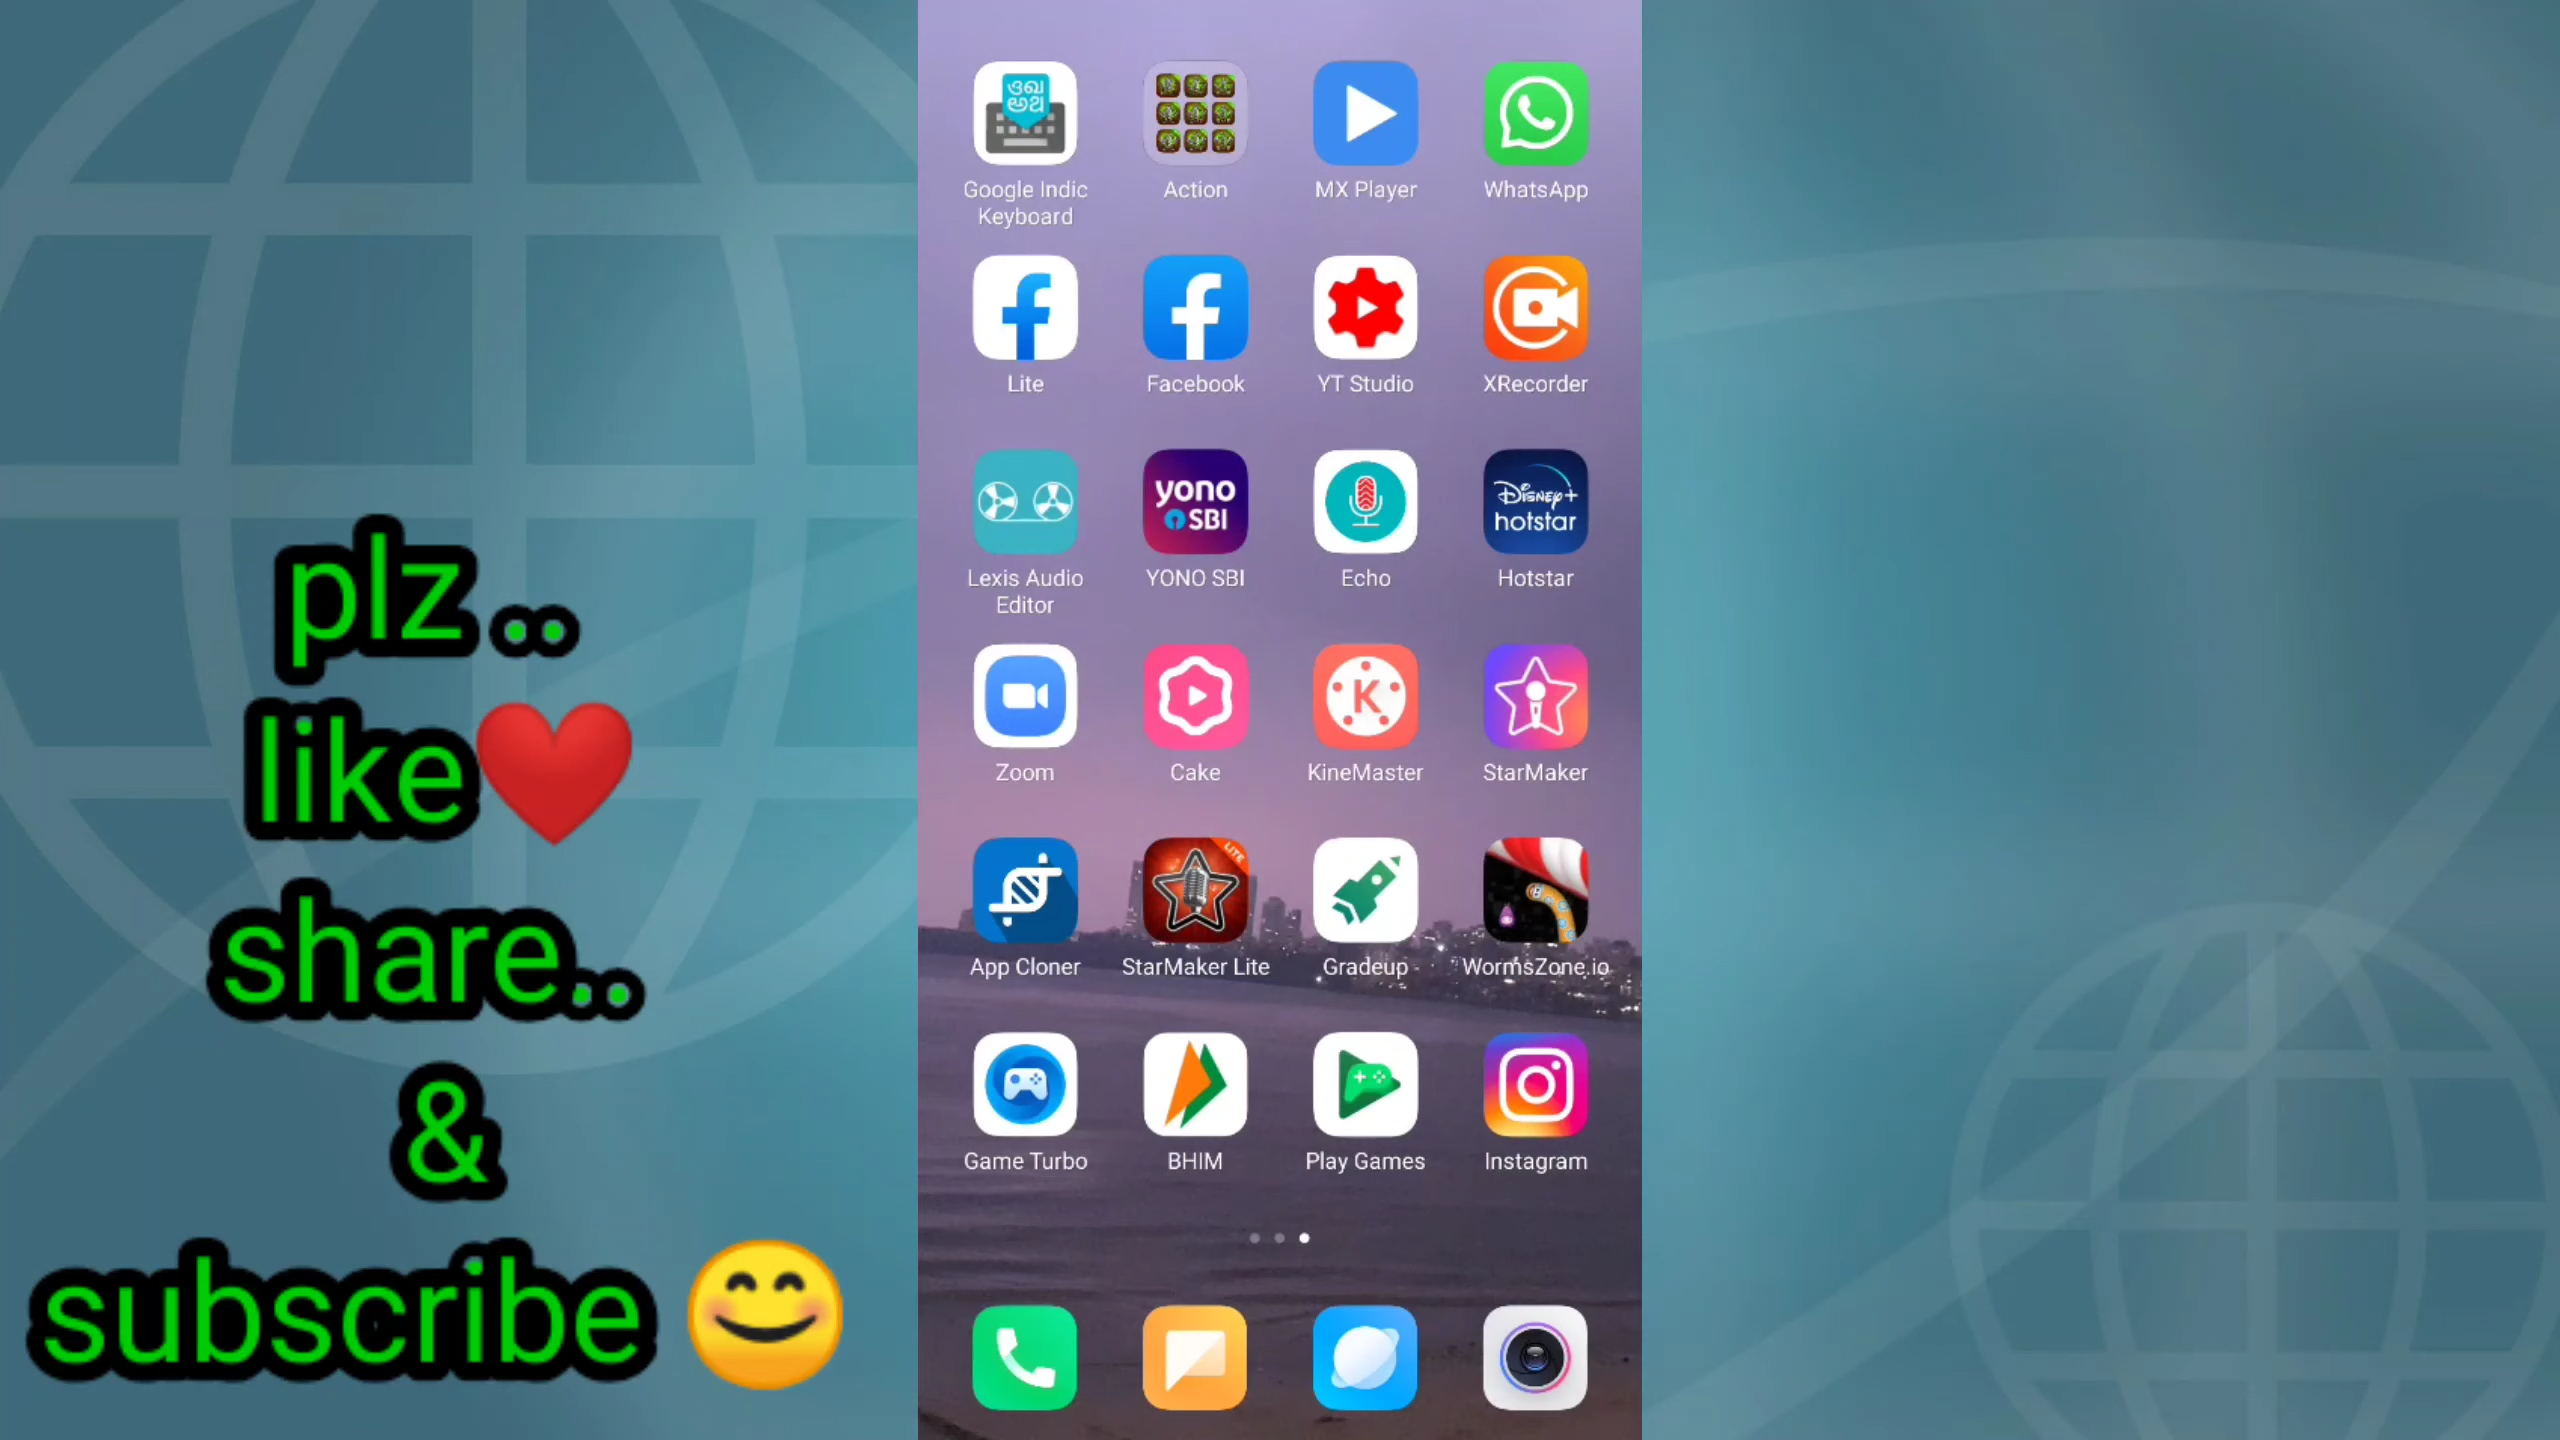 plz..
like❤️
share..
&
subscribe 😊
Google Indic
Keyboard
Action
MX Player
WhatsApp
Lite
Facebook
YT Studio
XRecorder
yono
SBI
Disney+
hotstar
Lexis Audio
Editor
YONO SBI
Echo
Hotstar
K
Zoom
Cake
KineMaster
StarMaker
LITE
App Cloner
StarMaker Lite
Gradeup
WormsZone.io
Game Turbo
BHIM
Play Games
Instagram